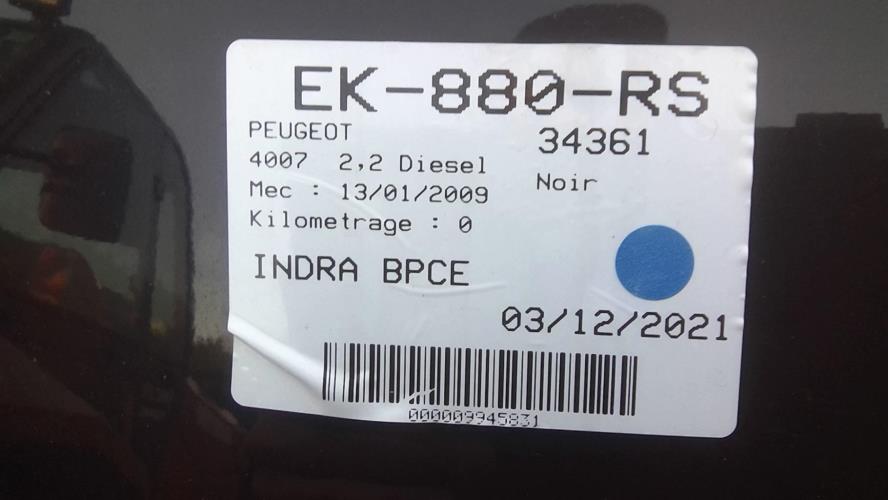 EK-880-RS
PEUGEOT 34361
4007 2,2 Diesel
Noir
Mec : 13/01/2009
Kilometrage : 0
INDRA BPCE
03/12/2021
000009945831